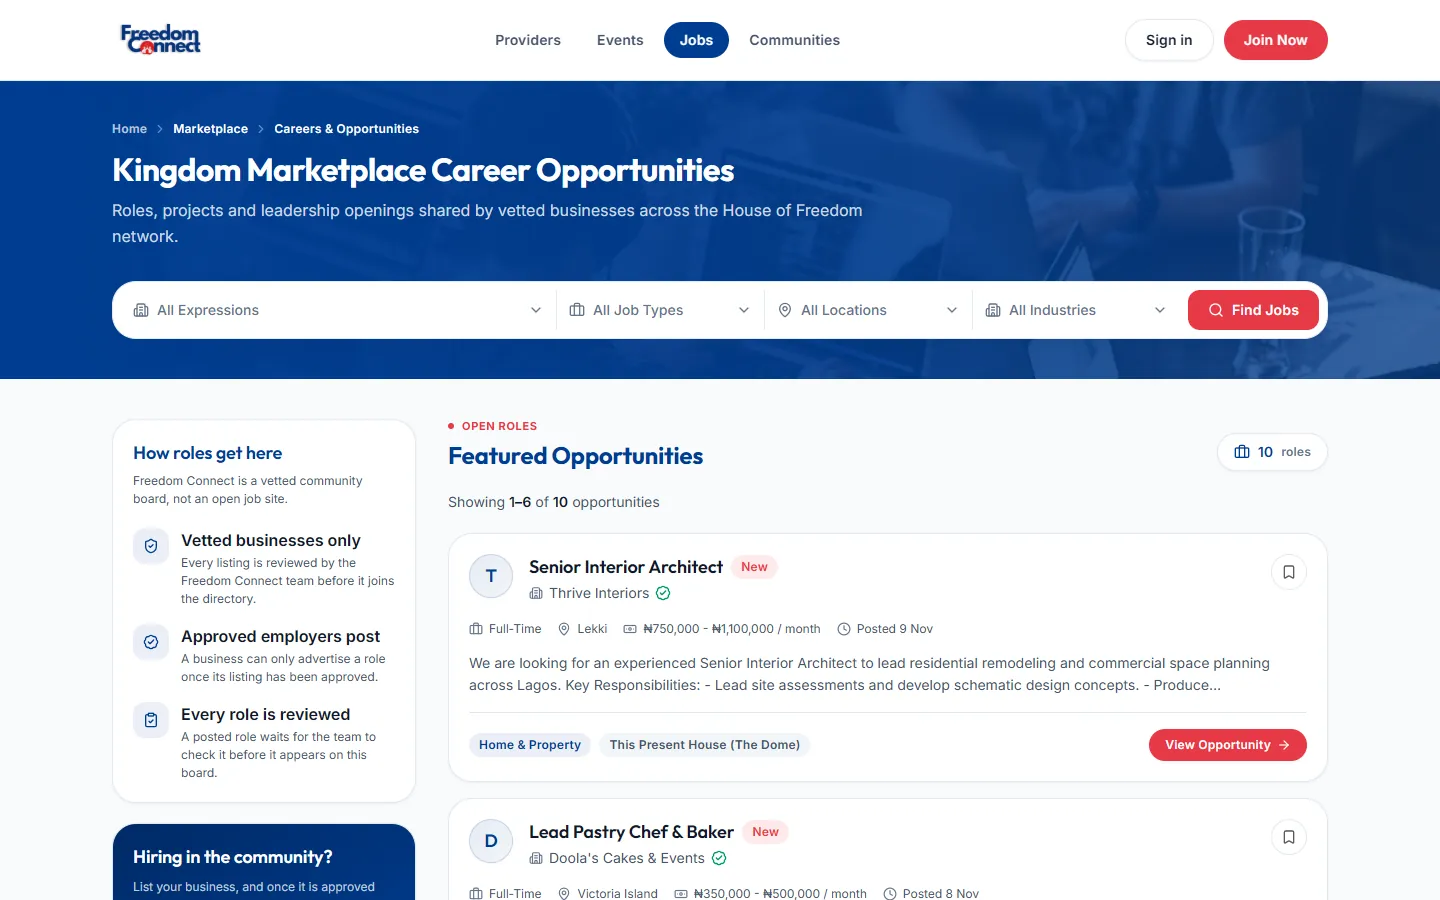 Freedom
Connect
Providers
Events
Jobs
Communities
Sign in
Join Now
Home > Marketplace > Careers & Opportunities
Kingdom Marketplace Career Opportunities
Roles, projects and leadership openings shared by vetted businesses across the House of Freedom
network.
All Expressions
All Job Types
All Locations
All Industries
Find Jobs
How roles get here
Freedom Connect is a vetted community
board, not an open job site.
Vetted businesses only
Every listing is reviewed by the
Freedom Connect team before it joins
the directory.
Approved employers post
A business can only advertise a role
once its listing has been approved.
Every role is reviewed
A posted role waits for the team to
check it before it appears on this
board.
Hiring in the community?
List your business, and once it is approved
OPEN ROLES
Featured Opportunities
10 roles
Showing 1–6 of 10 opportunities
T
Senior Interior Architect New
Thrive Interiors
Full-Time Lekki ₦750,000 - ₦1,100,000 / month Posted 9 Nov
We are looking for an experienced Senior Interior Architect to lead residential remodeling and commercial space planning
across Lagos. Key Responsibilities: - Lead site assessments and develop schematic design concepts. - Produce...
Home & Property
This Present House (The Dome)
View Opportunity →
D
Lead Pastry Chef & Baker New
Doola's Cakes & Events
Full-Time Victoria Island ₦350,000 - ₦500,000 / month Posted 8 Nov